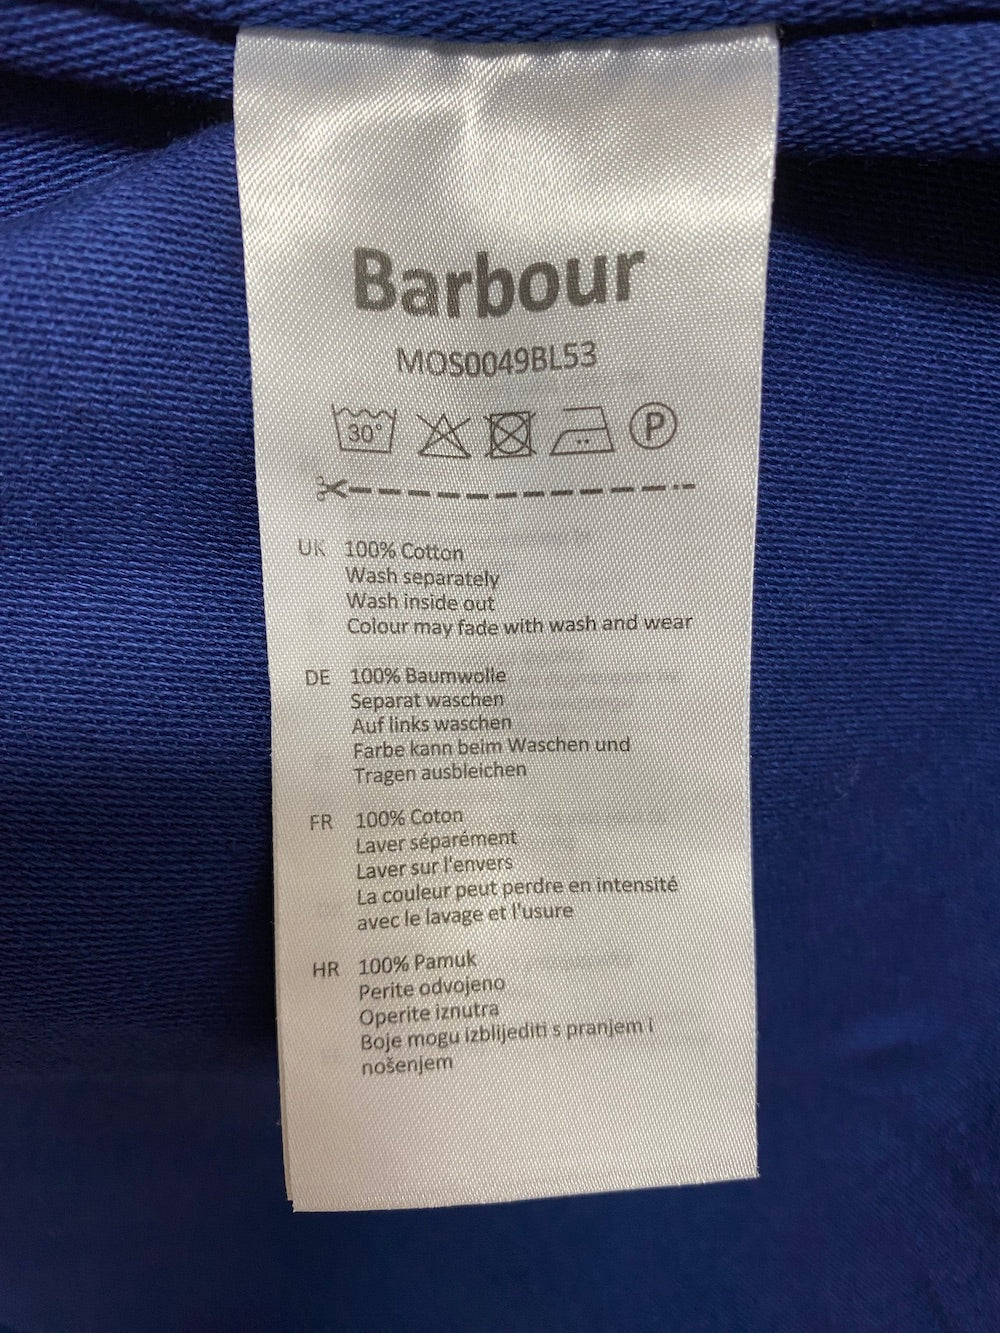 Barbour
MOS0049BL53
30°
P
UK 100% Cotton
Wash separately
Wash inside out
Colour may fade with wash and wear
DE 100% Baumwolle
Separat waschen
Auf links waschen
Farbe kann beim Waschen und
Tragen ausbleichen
FR 100% Coton
Laver séparément
Laver sur l'envers
La couleur peut perdre en intensité
avec le lavage et l'usure
HR 100% Pamuk
Perite odvojeno
Operite iznutra
Boje mogu izblijediti s pranjem i
nošenjem